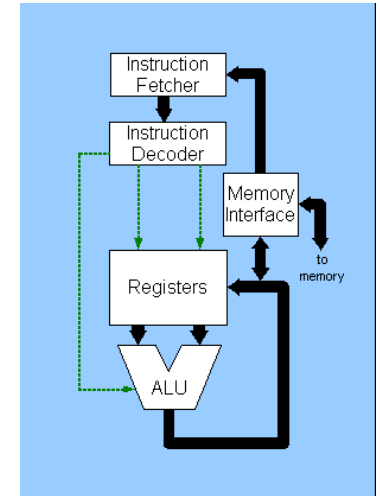 Instruction
Fetcher
Instruction
Decoder
Memory
Interface
to
memory
Registers
ALU